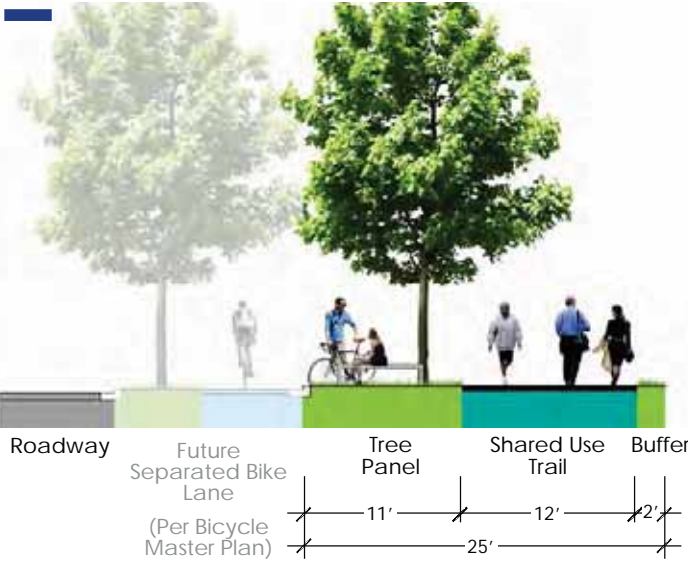 Roadway
Future
Separated Bike
Lane
(Per Bicycle
Master Plan)
Tree
Panel
Shared Use
Trail
Buffer
11'
12'
2'
25'